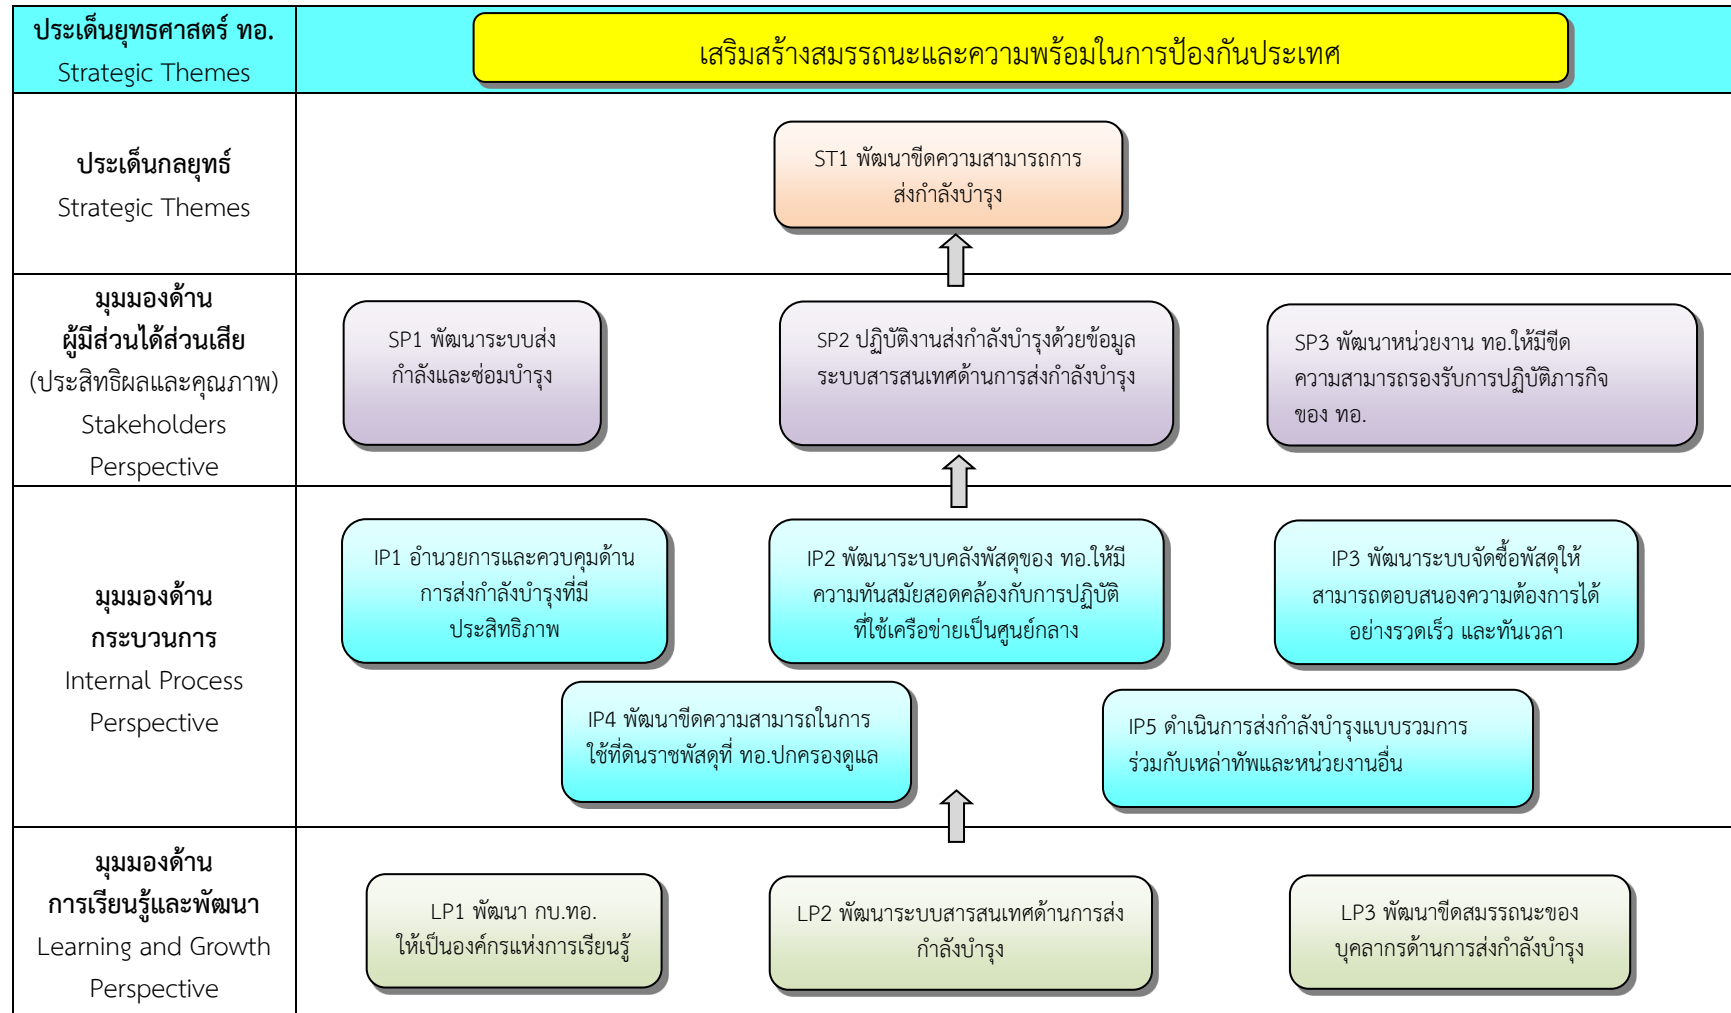 ประเด็นยุทธศาสตร์ ทอ.
Strategic Themes
เสริมสร้างสมรรถนะและความพร้อมในการป้องกันประเทศ
ประเด็นกลยุทธ์
Strategic Themes
ST1 พัฒนาขีดความสามารถการ
ส่งกำลังบำรุง
มุมมองด้าน
ผู้มีส่วนได้ส่วนเสีย
(ประสิทธิผลและคุณภาพ)
Stakeholders
Perspective
SP1 พัฒนาระบบส่ง
กำลังและซ่อมบำรุง
SP2 ปฏิบัติงานส่งกำลังบำรุงด้วยข้อมูล
ระบบสารสนเทศด้านการส่งกำลังบำรุง
SP3 พัฒนาหน่วยงาน ทอ.ให้มีขีด
ความสามารถรองรับการปฏิบัติภารกิจ
ของ ทอ.
มุมมองด้าน
กระบวนการ
Internal Process
Perspective
IP1 อำนวยการและควบคุมด้าน
การส่งกำลังบำรุงที่มี
ประสิทธิภาพ
IP2 พัฒนาระบบคลังพัสดุของ ทอ.ให้มี
ความทันสมัยสอดคล้องกับการปฏิบัติ
ที่ใช้เครือข่ายเป็นศูนย์กลาง
IP3 พัฒนาระบบจัดซื้อพัสดุให้
สามารถตอบสนองความต้องการได้
อย่างรวดเร็ว และทันเวลา
IP4 พัฒนาขีดความสามารถในการ
ใช้ที่ดินราชพัสดุที่ ทอ.ปกครองดูแล
IP5 ดำเนินการส่งกำลังบำรุงแบบรวมการ
ร่วมกับเหล่าทัพและหน่วยงานอื่น
มุมมองด้าน
การเรียนรู้และพัฒนา
Learning and Growth
Perspective
LP1 พัฒนา กบ.ทอ.
ให้เป็นองค์กรแห่งการเรียนรู้
LP2 พัฒนาระบบสารสนเทศด้านการส่ง
กำลังบำรุง
LP3 พัฒนาขีดสมรรถนะของ
บุคลากรด้านการส่งกำลังบำรุง